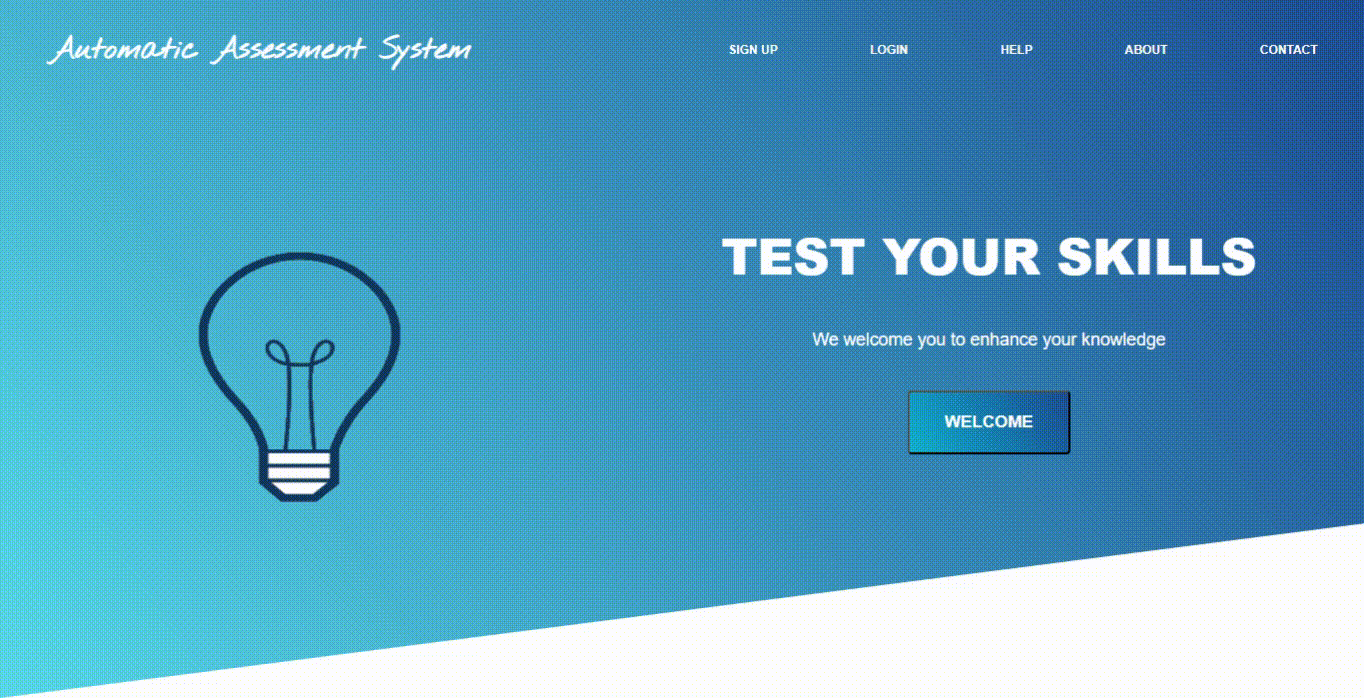 Automatic Assessment System
SIGN UP LOGIN HELP ABOUT CONTACT
TEST YOUR SKILLS
We welcome you to enhance your knowledge
WELCOME